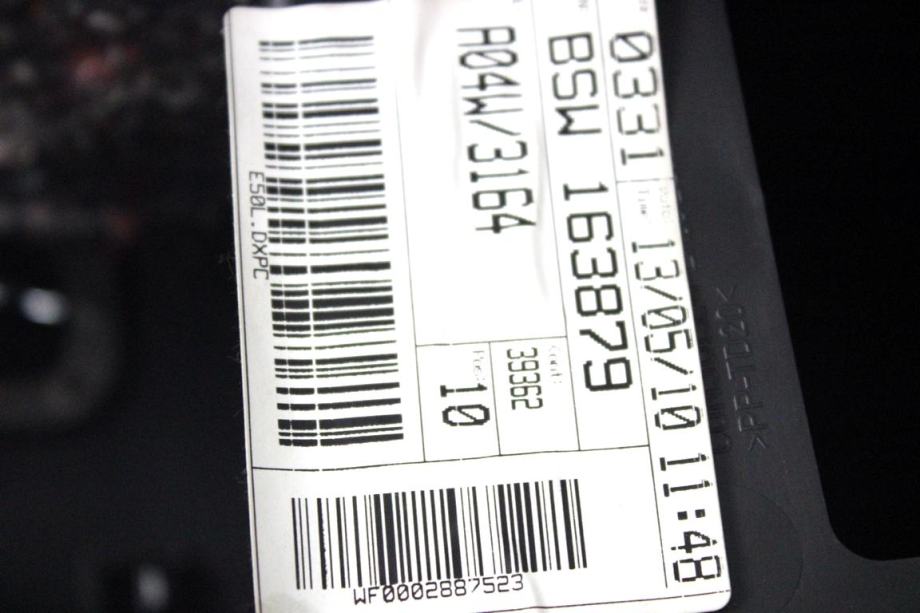 0331 13/05/10 11:48
BSW 163879
A04W/3164
39362
10
E50L.DXPC
WF0002887523